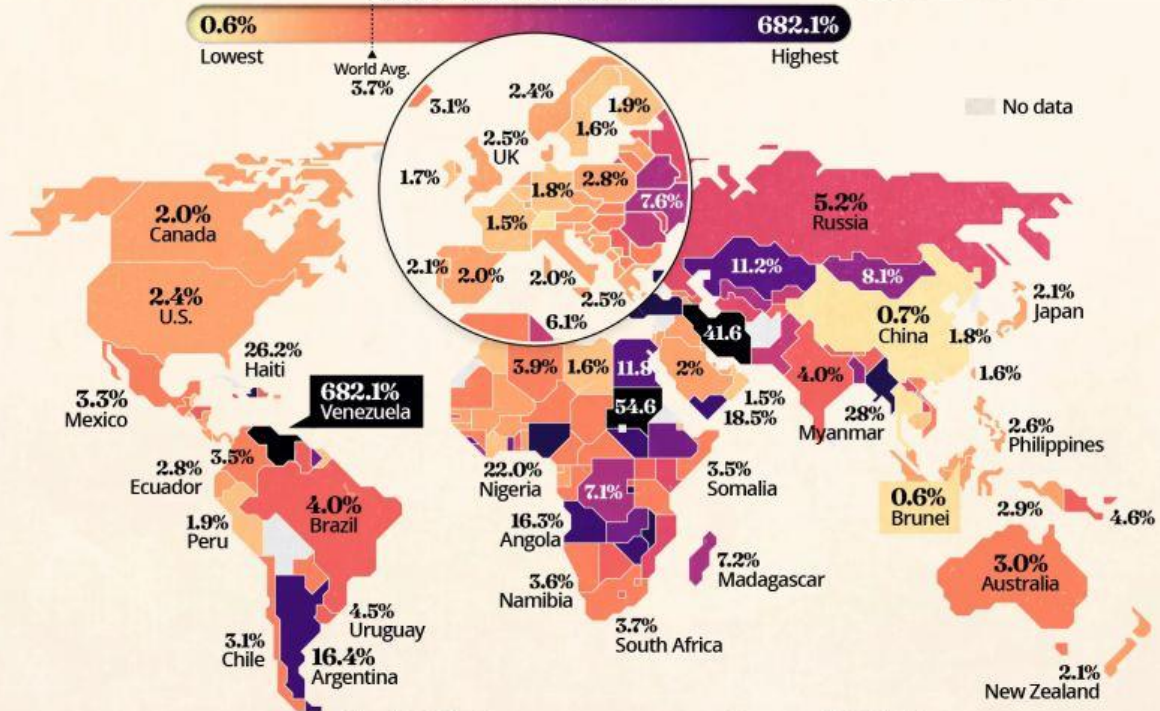 0.6%
682.1%
Lowest
Highest
World Avg.
3.7%
No data
2.4%
1.9%
3.1%
1.6%
2.5%
UK
1.7%
1.8%
2.8%
7.6%
1.5%
2.1%
2.0%
2.0%
2.5%
6.1%
2.0%
Canada
2.4%
U.S.
5.2%
Russia
11.2%
8.1%
2.1%
Japan
0.7%
China
1.8%
41.6
26.2%
Haiti
682.1%
Venezuela
3.3%
Mexico
3.9%
1.6%
11.8
2%
4.0%
1.6%
1.5%
54.6
18.5%
28%
Myanmar
2.6%
Philippines
2.8%
Ecuador
3.5%
22.0%
Nigeria
3.5%
Somalia
7.1%
4.0%
Brazil
0.6%
Brunei
2.9%
4.6%
1.9%
Peru
16.3%
Angola
7.2%
Madagascar
3.0%
Australia
3.6%
Namibia
4.5%
Uruguay
3.7%
South Africa
3.1%
Chile
16.4%
Argentina
2.1%
New Zealand